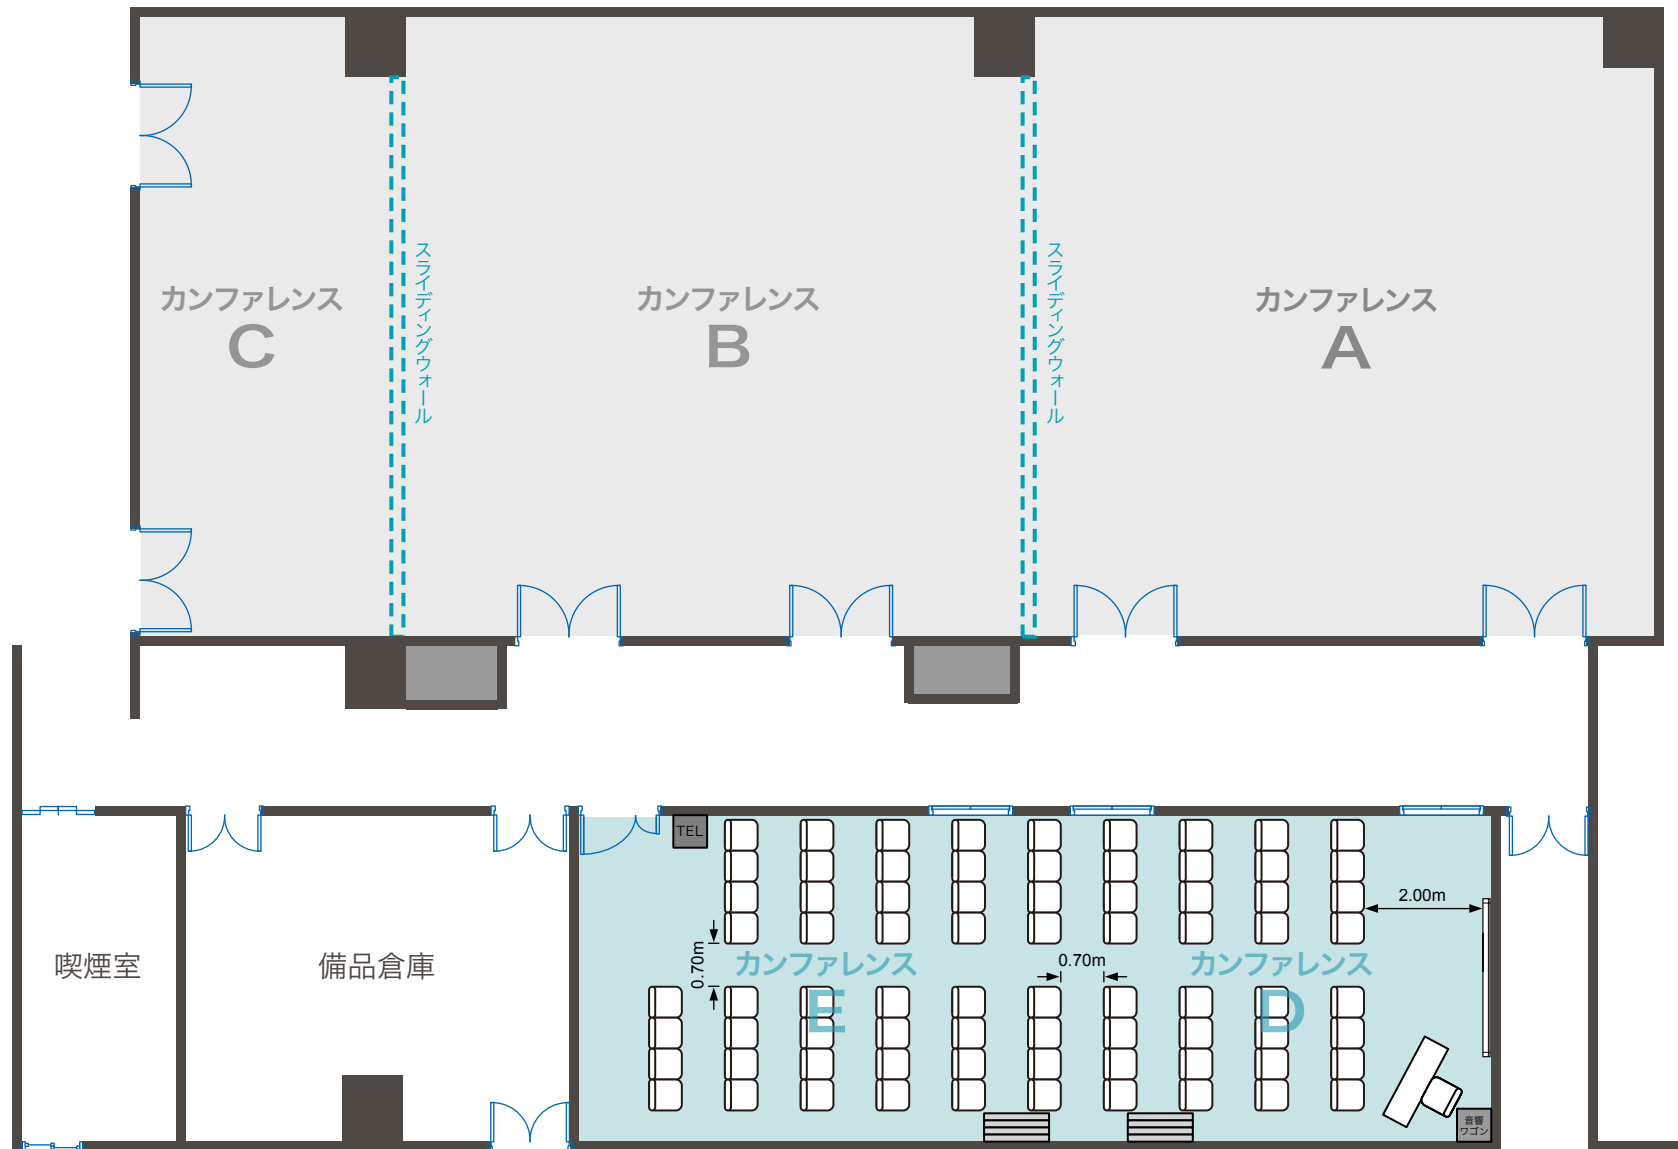 カンファレンス
C
スライディングウォール
カンファレンス
B
スライディングウォール
カンファレンス
A
TEL
2.00m
0.70m
カンファレンス
E
0.70m
カンファレンス
D
喫煙室
備品倉庫
音響
ワゴン